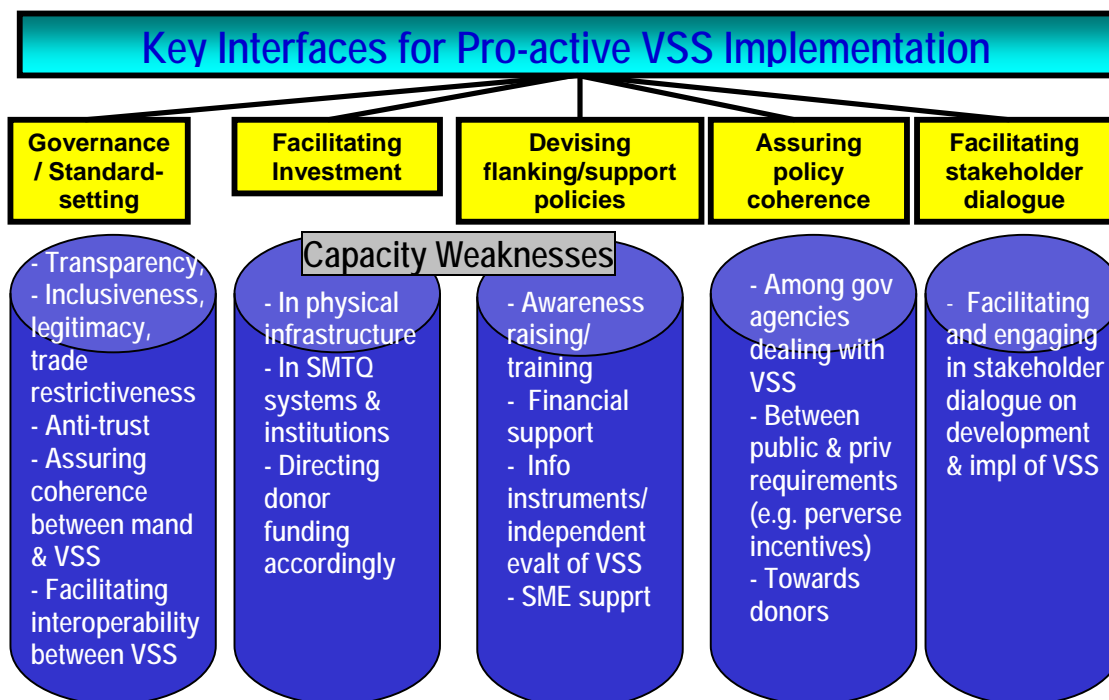 Key Interfaces for Pro-active VSS Implementation
Governance
/ Standard-
setting
Facilitating
Investment
Devising
flanking/support
policies
Assuring
policy
coherence
Facilitating
stakeholder
dialogue
Capacity Weaknesses
- Transparency,
- Inclusiveness,
legitimacy,
trade
restrictiveness
- Anti-trust
- Assuring
coherence
between mand
& VSS
- Facilitating
interoperability
between VSS
- In physical
infrastructure
- In SMTQ
systems &
institutions
- Directing
donor
funding
accordingly
- Awareness
raising/
training
- Financial
support
- Info
instruments/
independent
evalt of VSS
- SME supprt
- Among gov
agencies
dealing with
VSS
- Between
public & priv
requirements
(e.g. perverse
incentives)
- Towards
donors
- Facilitating
and engaging
in stakeholder
dialogue on
development
& impl of VSS